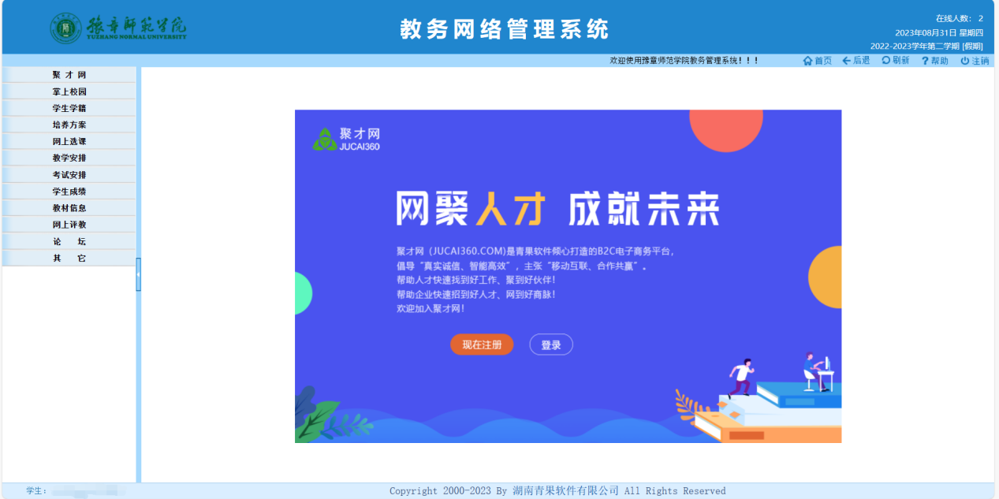 豫章师范学院
YUZHANG NORMAL UNIVERSITY
教务网络管理系统
在线人数: 2
2023年08月31日 星期四
2022-2023学年第二学期 [假期]
欢迎使用豫章师范学院教务管理系统！！！
首页 后退 刷新 ? 帮助 注销
聚 才 网
掌上校园
学生学籍
培养方案
网上选课
教学安排
考试安排
学生成绩
教材信息
网上评教
论 坛
其 它
聚才网
JUCAI360
网聚人才 成就未来
聚才网（JUCAI360.COM)是青果软件倾心打造的B2C电子商务平台，
倡导“真实诚信、智能高效”，主张“移动互联、合作共赢”。
帮助人才快速找到好工作、聚到好伙伴！
帮助企业快速招到好人才、网到好商脉！
欢迎加入聚才网！
现在注册 登录
学生:
Copyright 2000-2023 By 湖南青果软件有限公司 All Rights Reserved